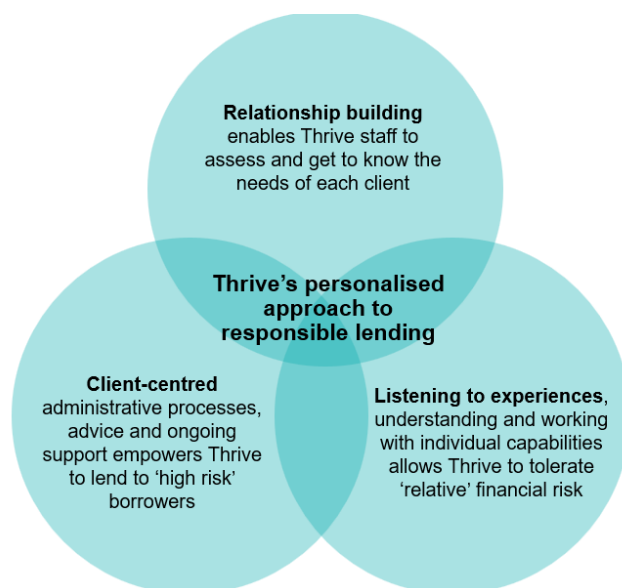 Relationship building
enables Thrive staff to
assess and get to know the
needs of each client
Thrive’s personalised
approach to
responsible lending
Client-centred
administrative processes,
advice and ongoing
support empowers Thrive
to lend to ‘high risk’
borrowers
Listening to experiences,
understanding and working
with individual capabilities
allows Thrive to tolerate
‘relative’ financial risk